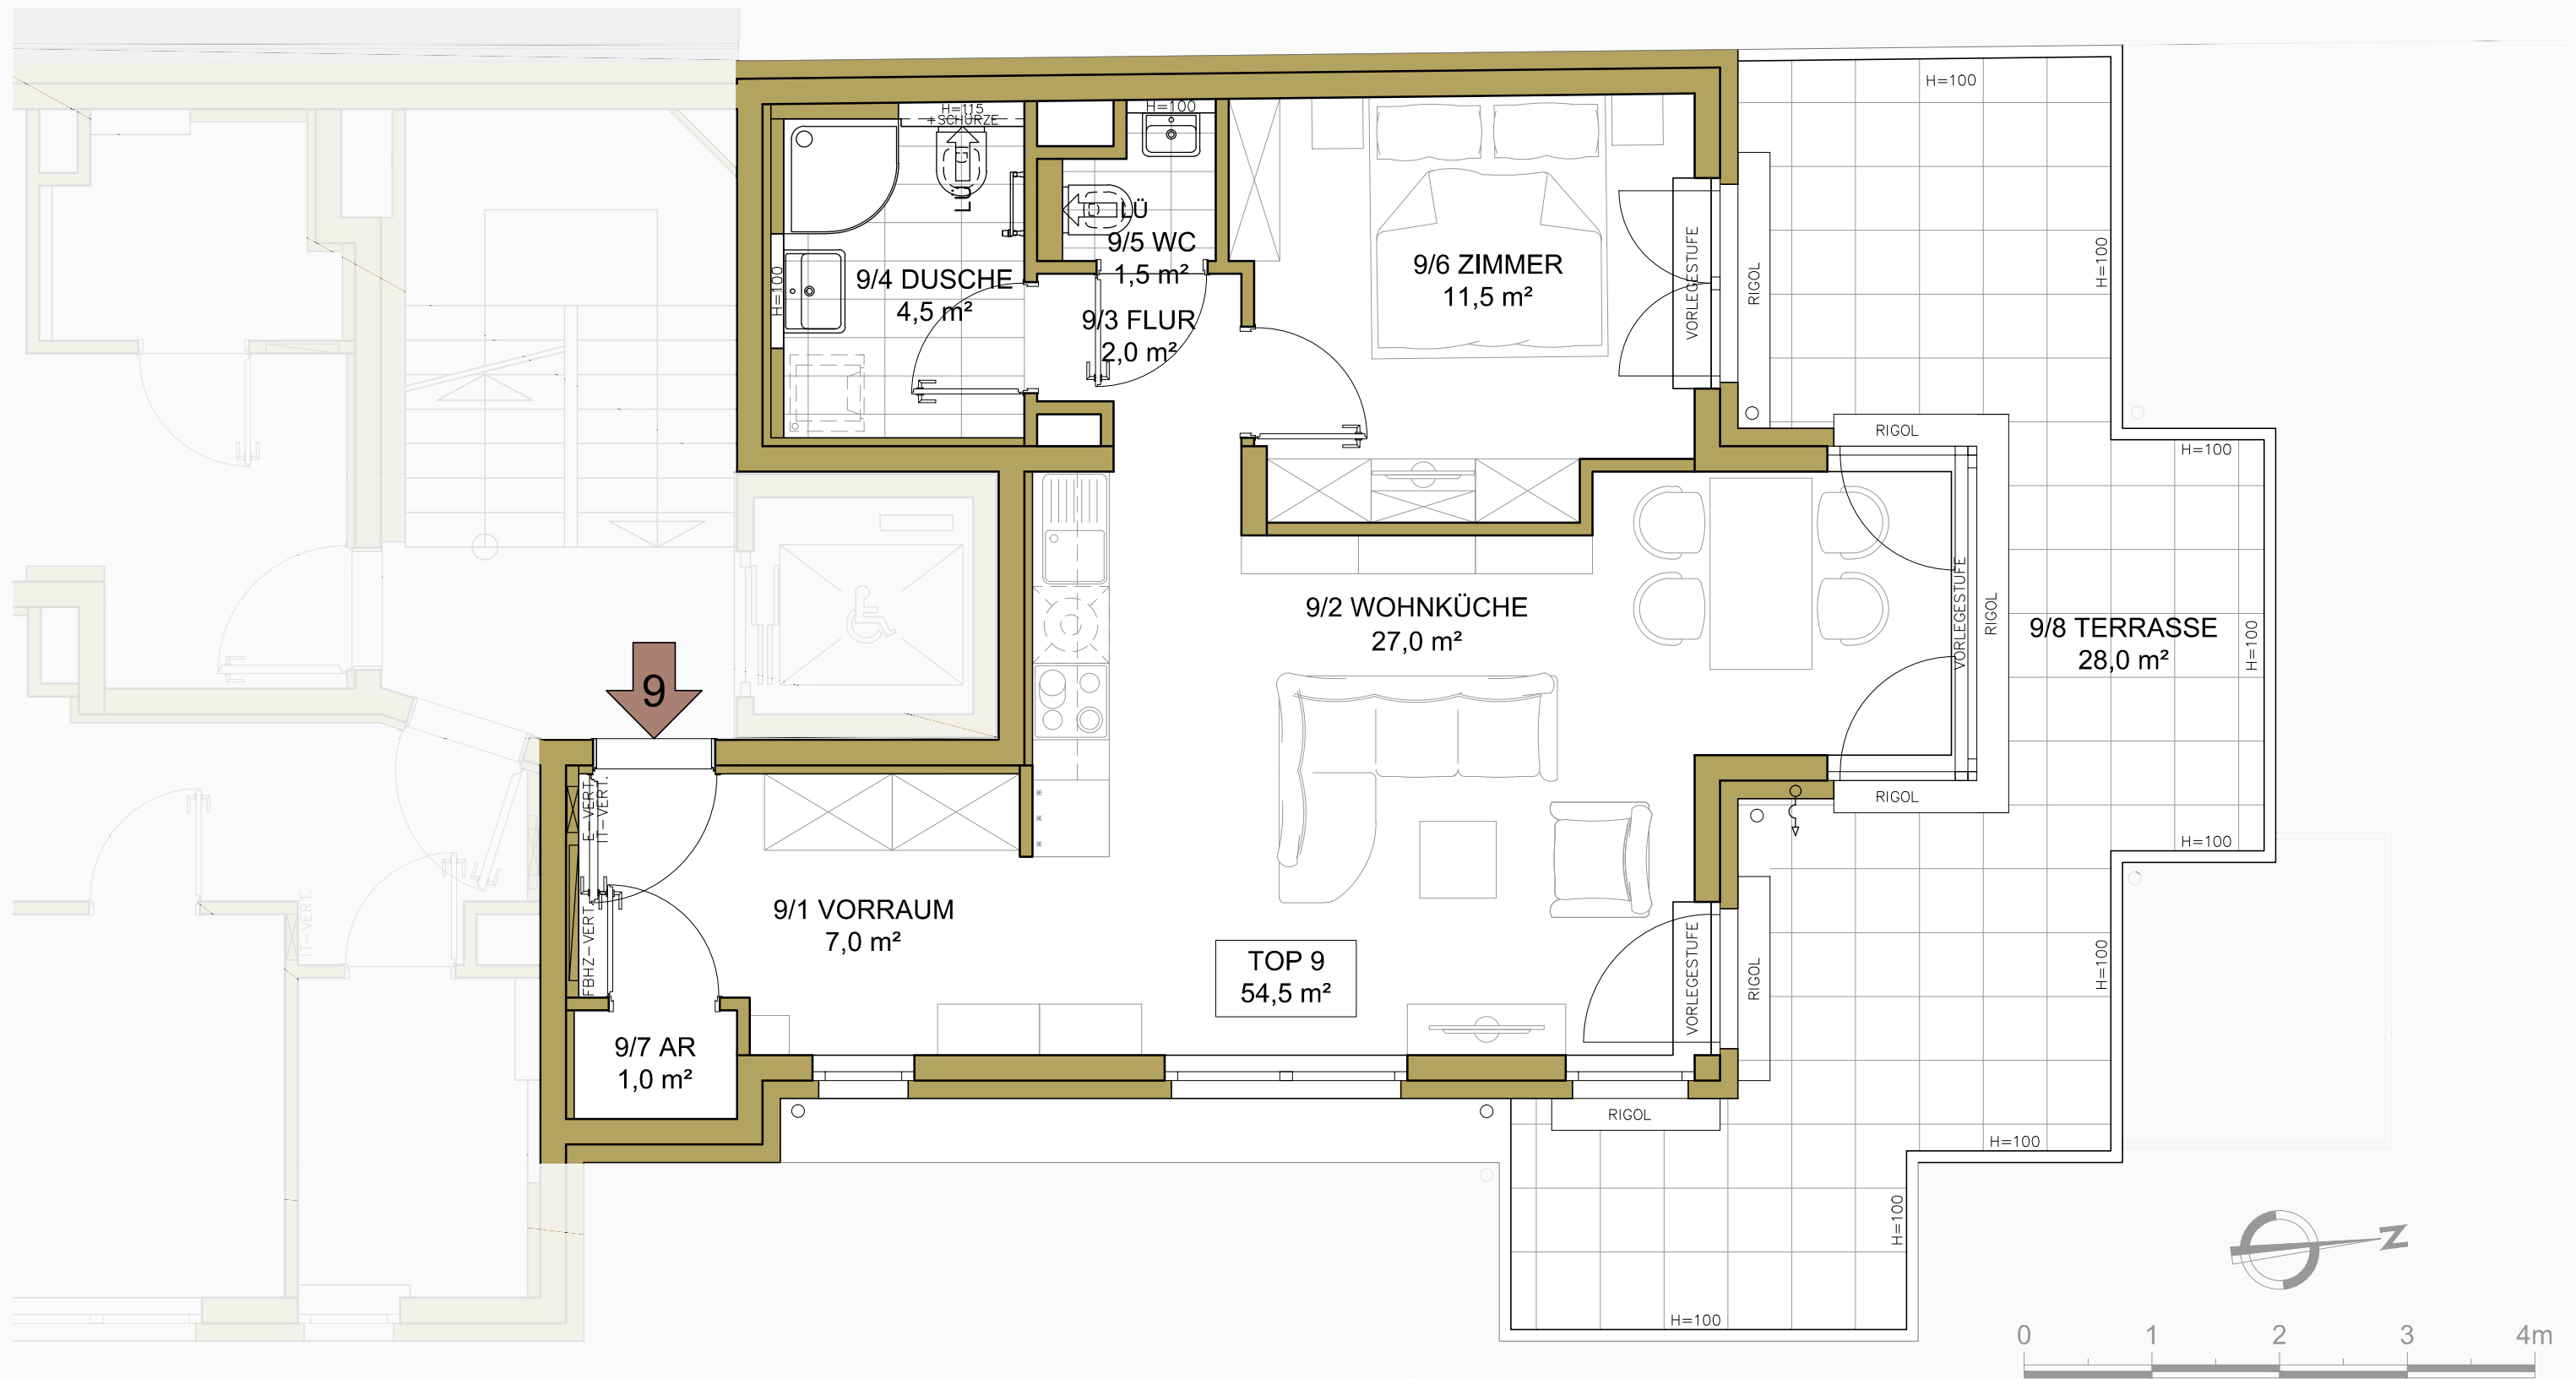 H=115
+SCHÜRZE
H=100
H=100
LÜ
LÜ
9/5 WC
1,5 m²
9/4 DUSCHE
4,5 m²
H=100
9/3 FLUR
2,0 m²
9/6 ZIMMER
11,5 m²
VORLEGESTUFE
RIGOL
H=100
RIGOL
H=100
9/2 WOHNKÜCHE
27,0 m²
VORLEGESTUFE
RIGOL
9/8 TERRASSE
28,0 m²
H=100
9
RIGOL
H=100
E-VERT.
IT-VERT.
FBHZ-VERT.
IT-VERT.
9/1 VORRAUM
7,0 m²
TOP 9
54,5 m²
VORLEGESTUFE
RIGOL
H=100
9/7 AR
1,0 m²
RIGOL
H=100
H=100
H=100
Z
0 1 2 3 4m